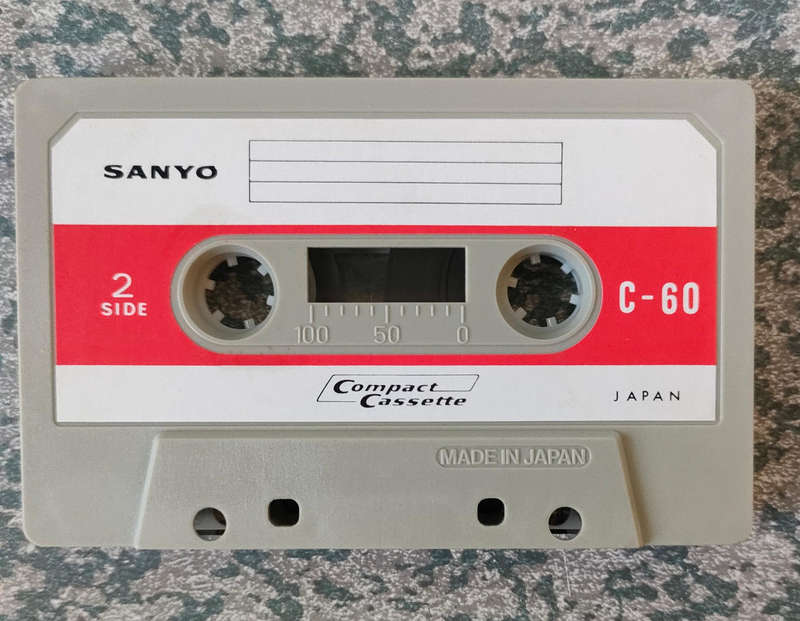 SANYO
2
SIDE
C-60
100 50 0
Compact
Cassette
JAPAN
MADE IN JAPAN